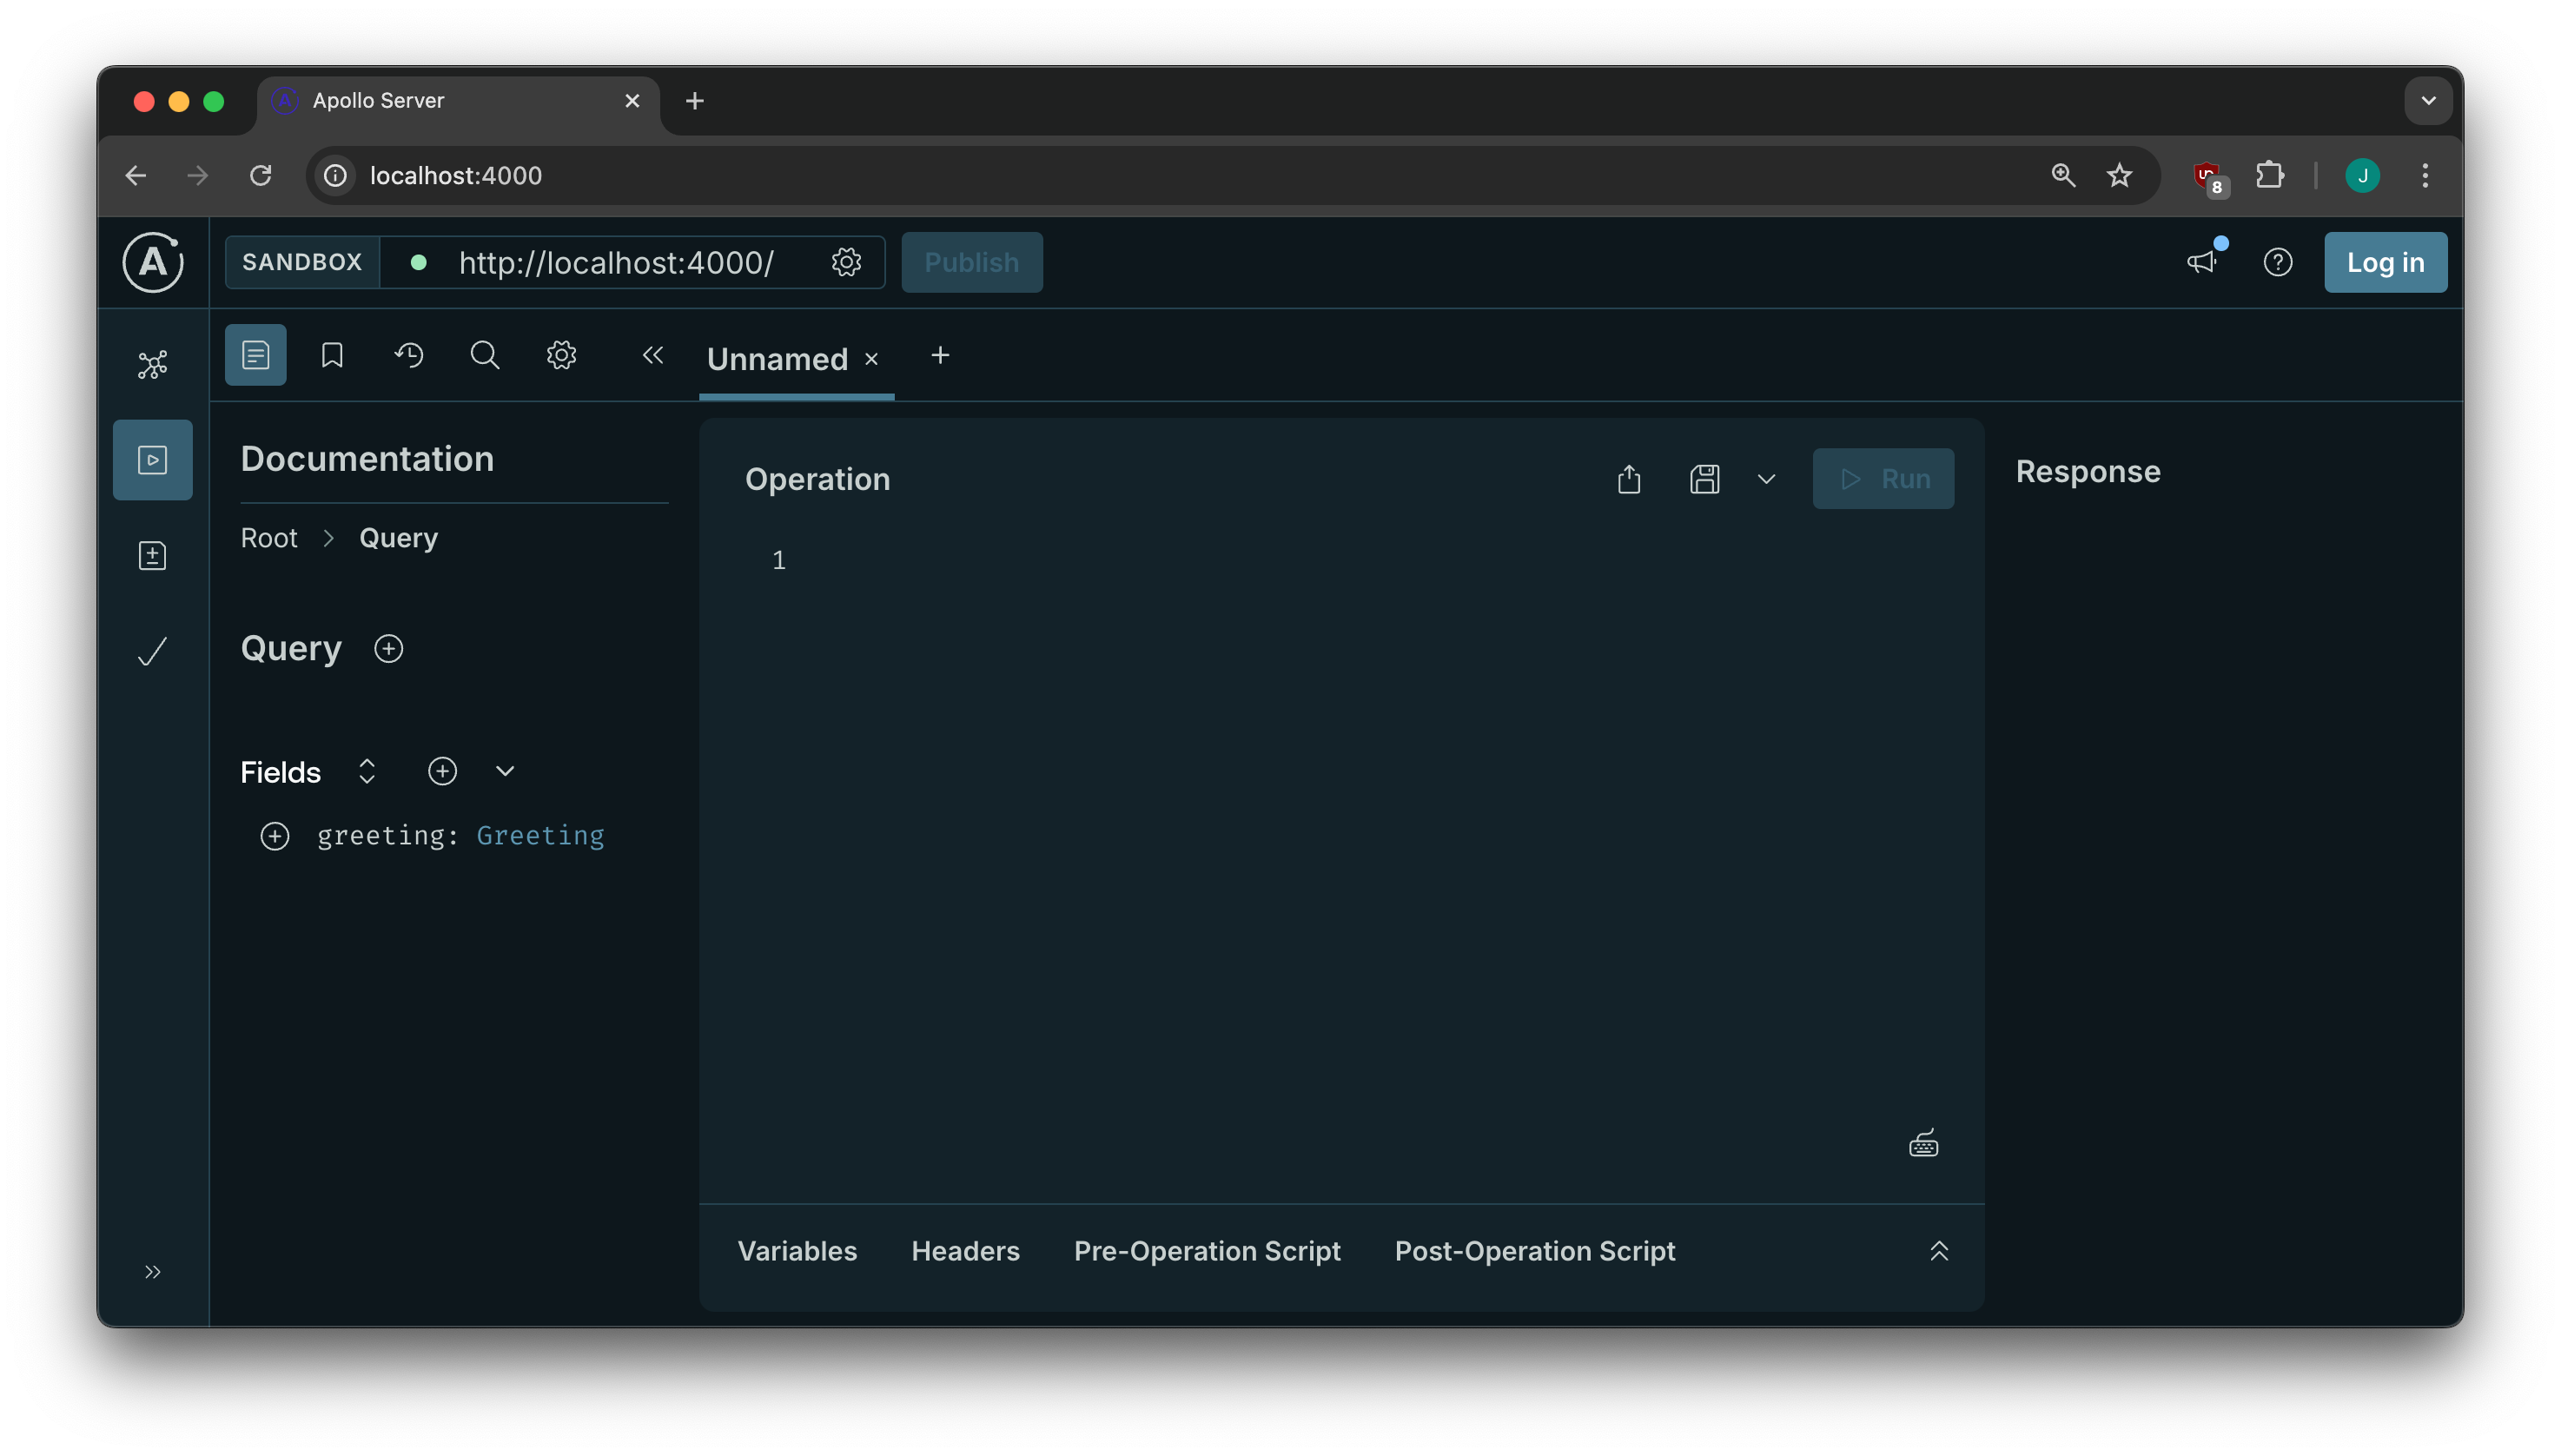 Apollo Server
localhost:4000
8
J
A
SANDBOX
http://localhost:4000/
Publish
Log in
Unnamed
Documentation
Root > Query
Query
Fields
greeting: Greeting
Operation
Run
1
Variables
Headers
Pre-Operation Script
Post-Operation Script
Response